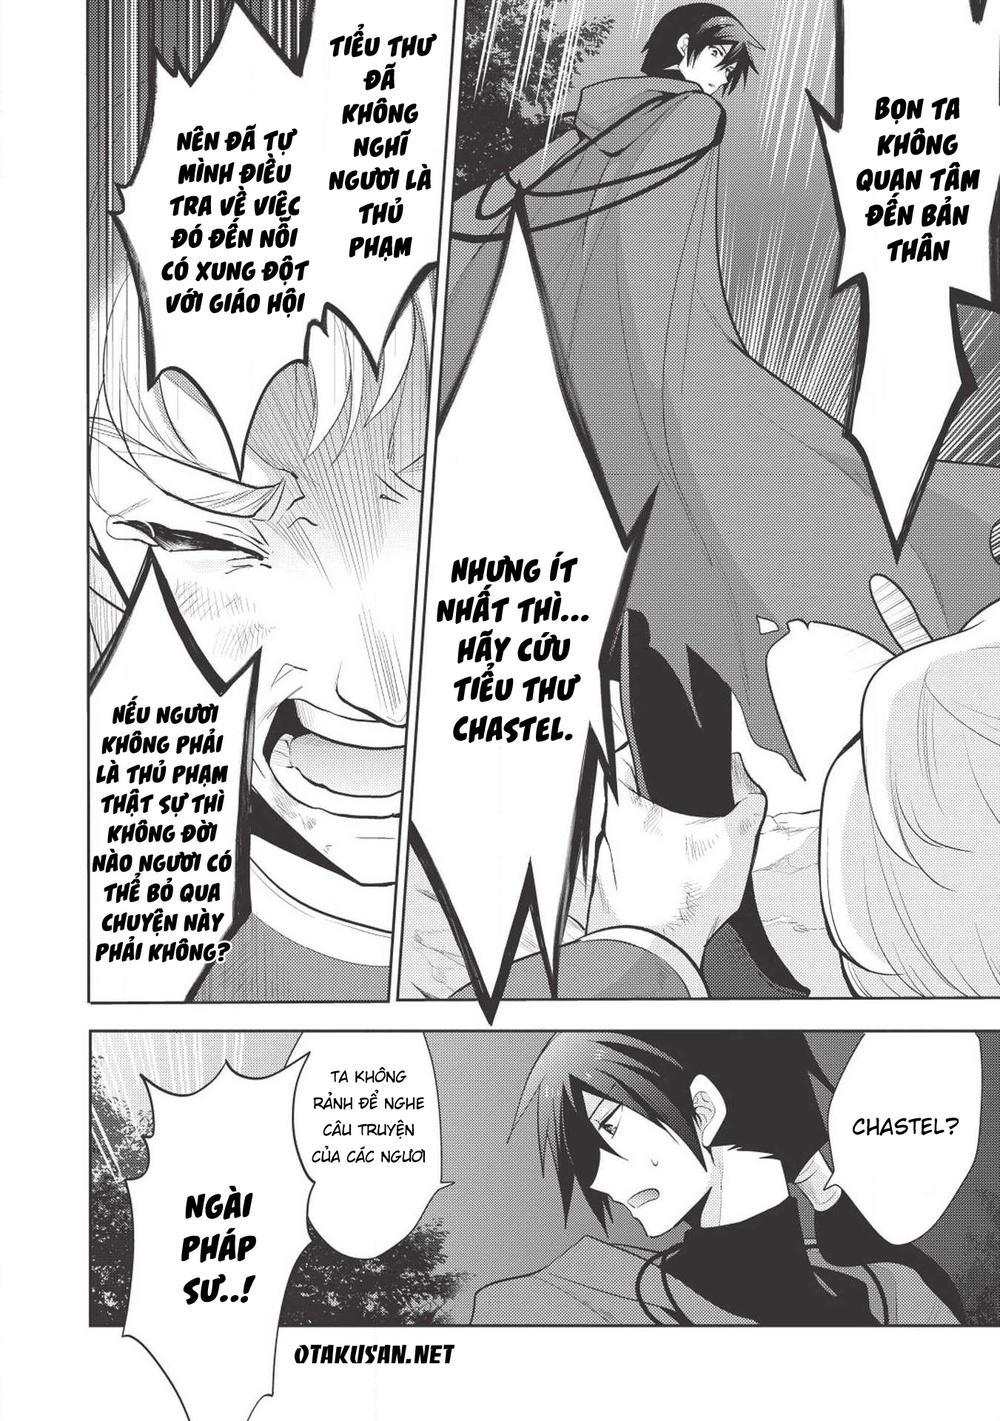 BỌN TA
KHÔNG
QUAN TÂM
ĐẾN BẢN
THÂN
NHƯNG ÍT
NHẤT THÌ...
HÃY CỨU
TIỂU THƯ
CHASTEL.
TIỂU THƯ
ĐÃ
KHÔNG
NGHĨ
NGƯƠI LÀ
THỦ
PHẠM
NÊN ĐÃ TỰ
MÌNH ĐIỀU
TRA VỀ VIỆC
ĐÓ ĐẾN NỖI
CÓ XUNG ĐỘT
VỚI GIÁO HỘI
NẾU NGƯƠI
KHÔNG PHẢI
LÀ THỦ PHẠM
THẬT SỰ THÌ
KHÔNG ĐỜI
NÀO NGƯƠI CÓ
THỂ BỎ QUA
CHUYỆN NÀY
PHẢI KHÔNG?
CHASTEL?
TA KHÔNG
RẢNH ĐỂ NGHE
CÂU TRUYỆN
CỦA CÁC NGƯƠI
NGÀI
PHÁP
SƯ..!
OTAKUSAN.NET